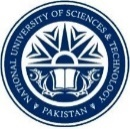 NATIONAL UNIVERSITY OF SCIENCES & TECHNOLOGY
PAKISTAN